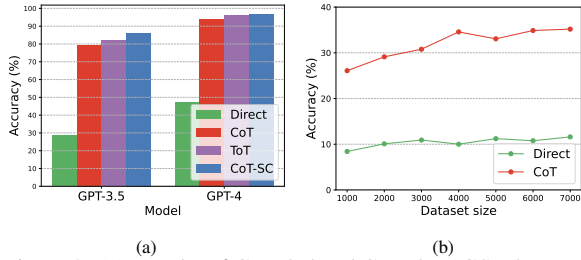 100
90
80
70
60
50
40
30
20
10
0
Accuracy (%)
GPT-3.5
GPT-4
Model
Direct
CoT
ToT
CoT-SC
(a)
40
30
20
10
0
Accuracy (%)
1000 2000 3000 4000 5000 6000 7000
Dataset size
Direct
CoT
(b)